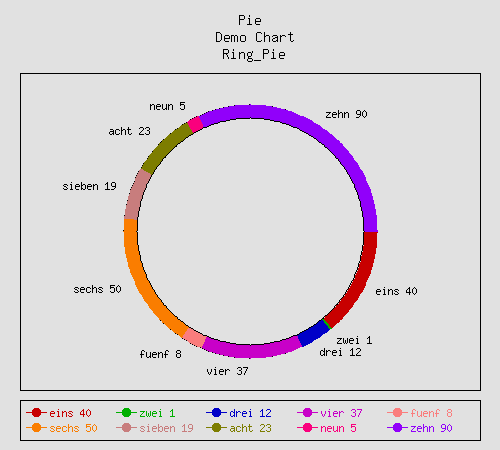 Pie
Demo Chart
Ring_Pie
neun 5
zehn 90
acht 23
sieben 19
sechs 50
eins 40
zwei 1
fuenf 8
drei 12
vier 37
eins 40 zwei 1 drei 12 vier 37 fuenf 8
sechs 50 sieben 19 acht 23 neun 5 zehn 90